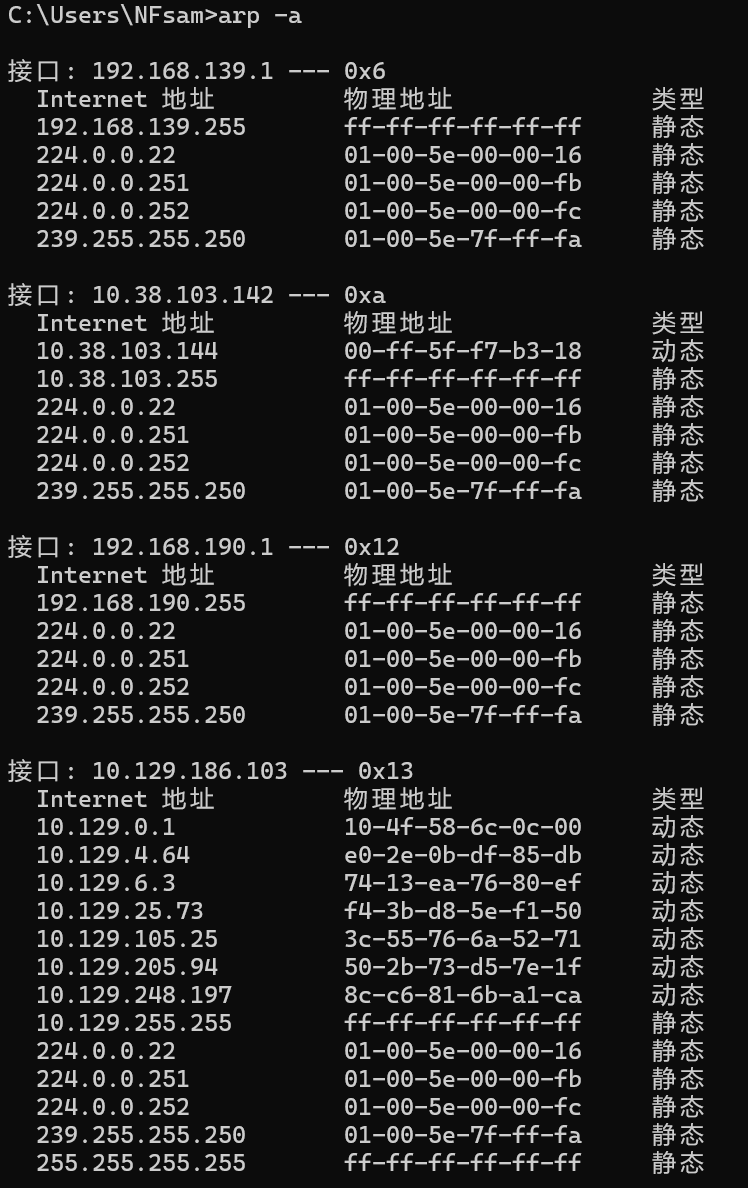 C:\Users\NFsam>arp -a
接口: 192.168.139.1 --- 0x6
Internet 地址 物理地址 类型
192.168.139.255 ff-ff-ff-ff-ff-ff 静态
224.0.0.22 01-00-5e-00-00-16 静态
224.0.0.251 01-00-5e-00-00-fb 静态
224.0.0.252 01-00-5e-00-00-fc 静态
239.255.255.250 01-00-5e-7f-ff-fa 静态
接口: 10.38.103.142 --- 0xa
Internet 地址 物理地址 类型
10.38.103.144 00-ff-5f-f7-b3-18 动态
10.38.103.255 ff-ff-ff-ff-ff-ff 静态
224.0.0.22 01-00-5e-00-00-16 静态
224.0.0.251 01-00-5e-00-00-fb 静态
224.0.0.252 01-00-5e-00-00-fc 静态
239.255.255.250 01-00-5e-7f-ff-fa 静态
接口: 192.168.190.1 --- 0x12
Internet 地址 物理地址 类型
192.168.190.255 ff-ff-ff-ff-ff-ff 静态
224.0.0.22 01-00-5e-00-00-16 静态
224.0.0.251 01-00-5e-00-00-fb 静态
224.0.0.252 01-00-5e-00-00-fc 静态
239.255.255.250 01-00-5e-7f-ff-fa 静态
接口: 10.129.186.103 --- 0x13
Internet 地址 物理地址 类型
10.129.0.1 10-4f-58-6c-0c-00 动态
10.129.4.64 e0-2e-0b-df-85-db 动态
10.129.6.3 74-13-ea-76-80-ef 动态
10.129.25.73 f4-3b-d8-5e-f1-50 动态
10.129.105.25 3c-55-76-6a-52-71 动态
10.129.205.94 50-2b-73-d5-7e-1f 动态
10.129.248.197 8c-c6-81-6b-a1-ca 动态
10.129.255.255 ff-ff-ff-ff-ff-ff 静态
224.0.0.22 01-00-5e-00-00-16 静态
224.0.0.251 01-00-5e-00-00-fb 静态
224.0.0.252 01-00-5e-00-00-fc 静态
239.255.255.250 01-00-5e-7f-ff-fa 静态
255.255.255.255 ff-ff-ff-ff-ff-ff 静态